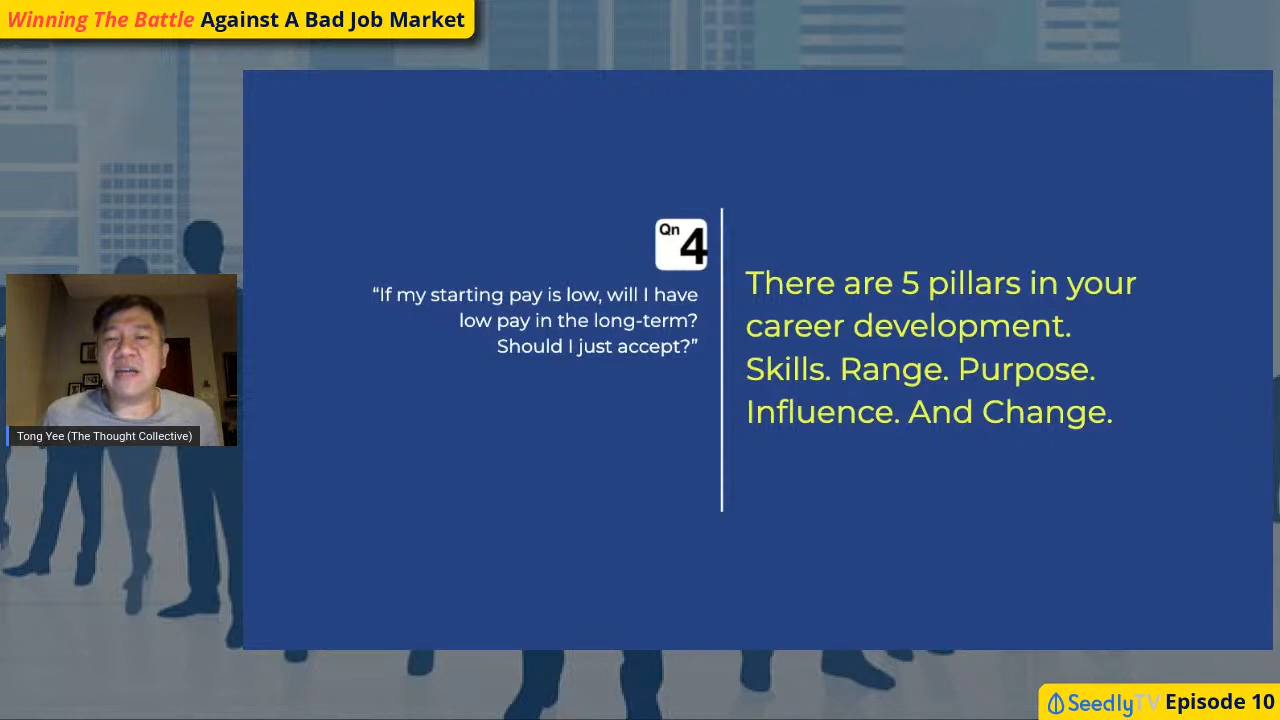 Winning The Battle Against A Bad Job Market
Qn 4
“If my starting pay is low, will I have
low pay in the long-term?
Should I just accept?”
There are 5 pillars in your
career development.
Skills. Range. Purpose.
Influence. And Change.
Tong Yee (The Thought Collective)
SeedlyTV Episode 10